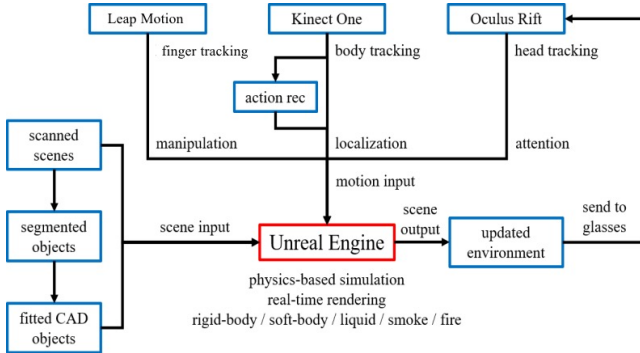 Leap Motion
Kinect One
Oculus Rift
finger tracking
body tracking
head tracking
action rec
manipulation
localization
attention
motion input
scanned
scenes
segmented
objects
fitted CAD
objects
scene input
Unreal Engine
scene
output
updated
environment
send to
glasses
physics-based simulation
real-time rendering
rigid-body / soft-body / liquid / smoke / fire